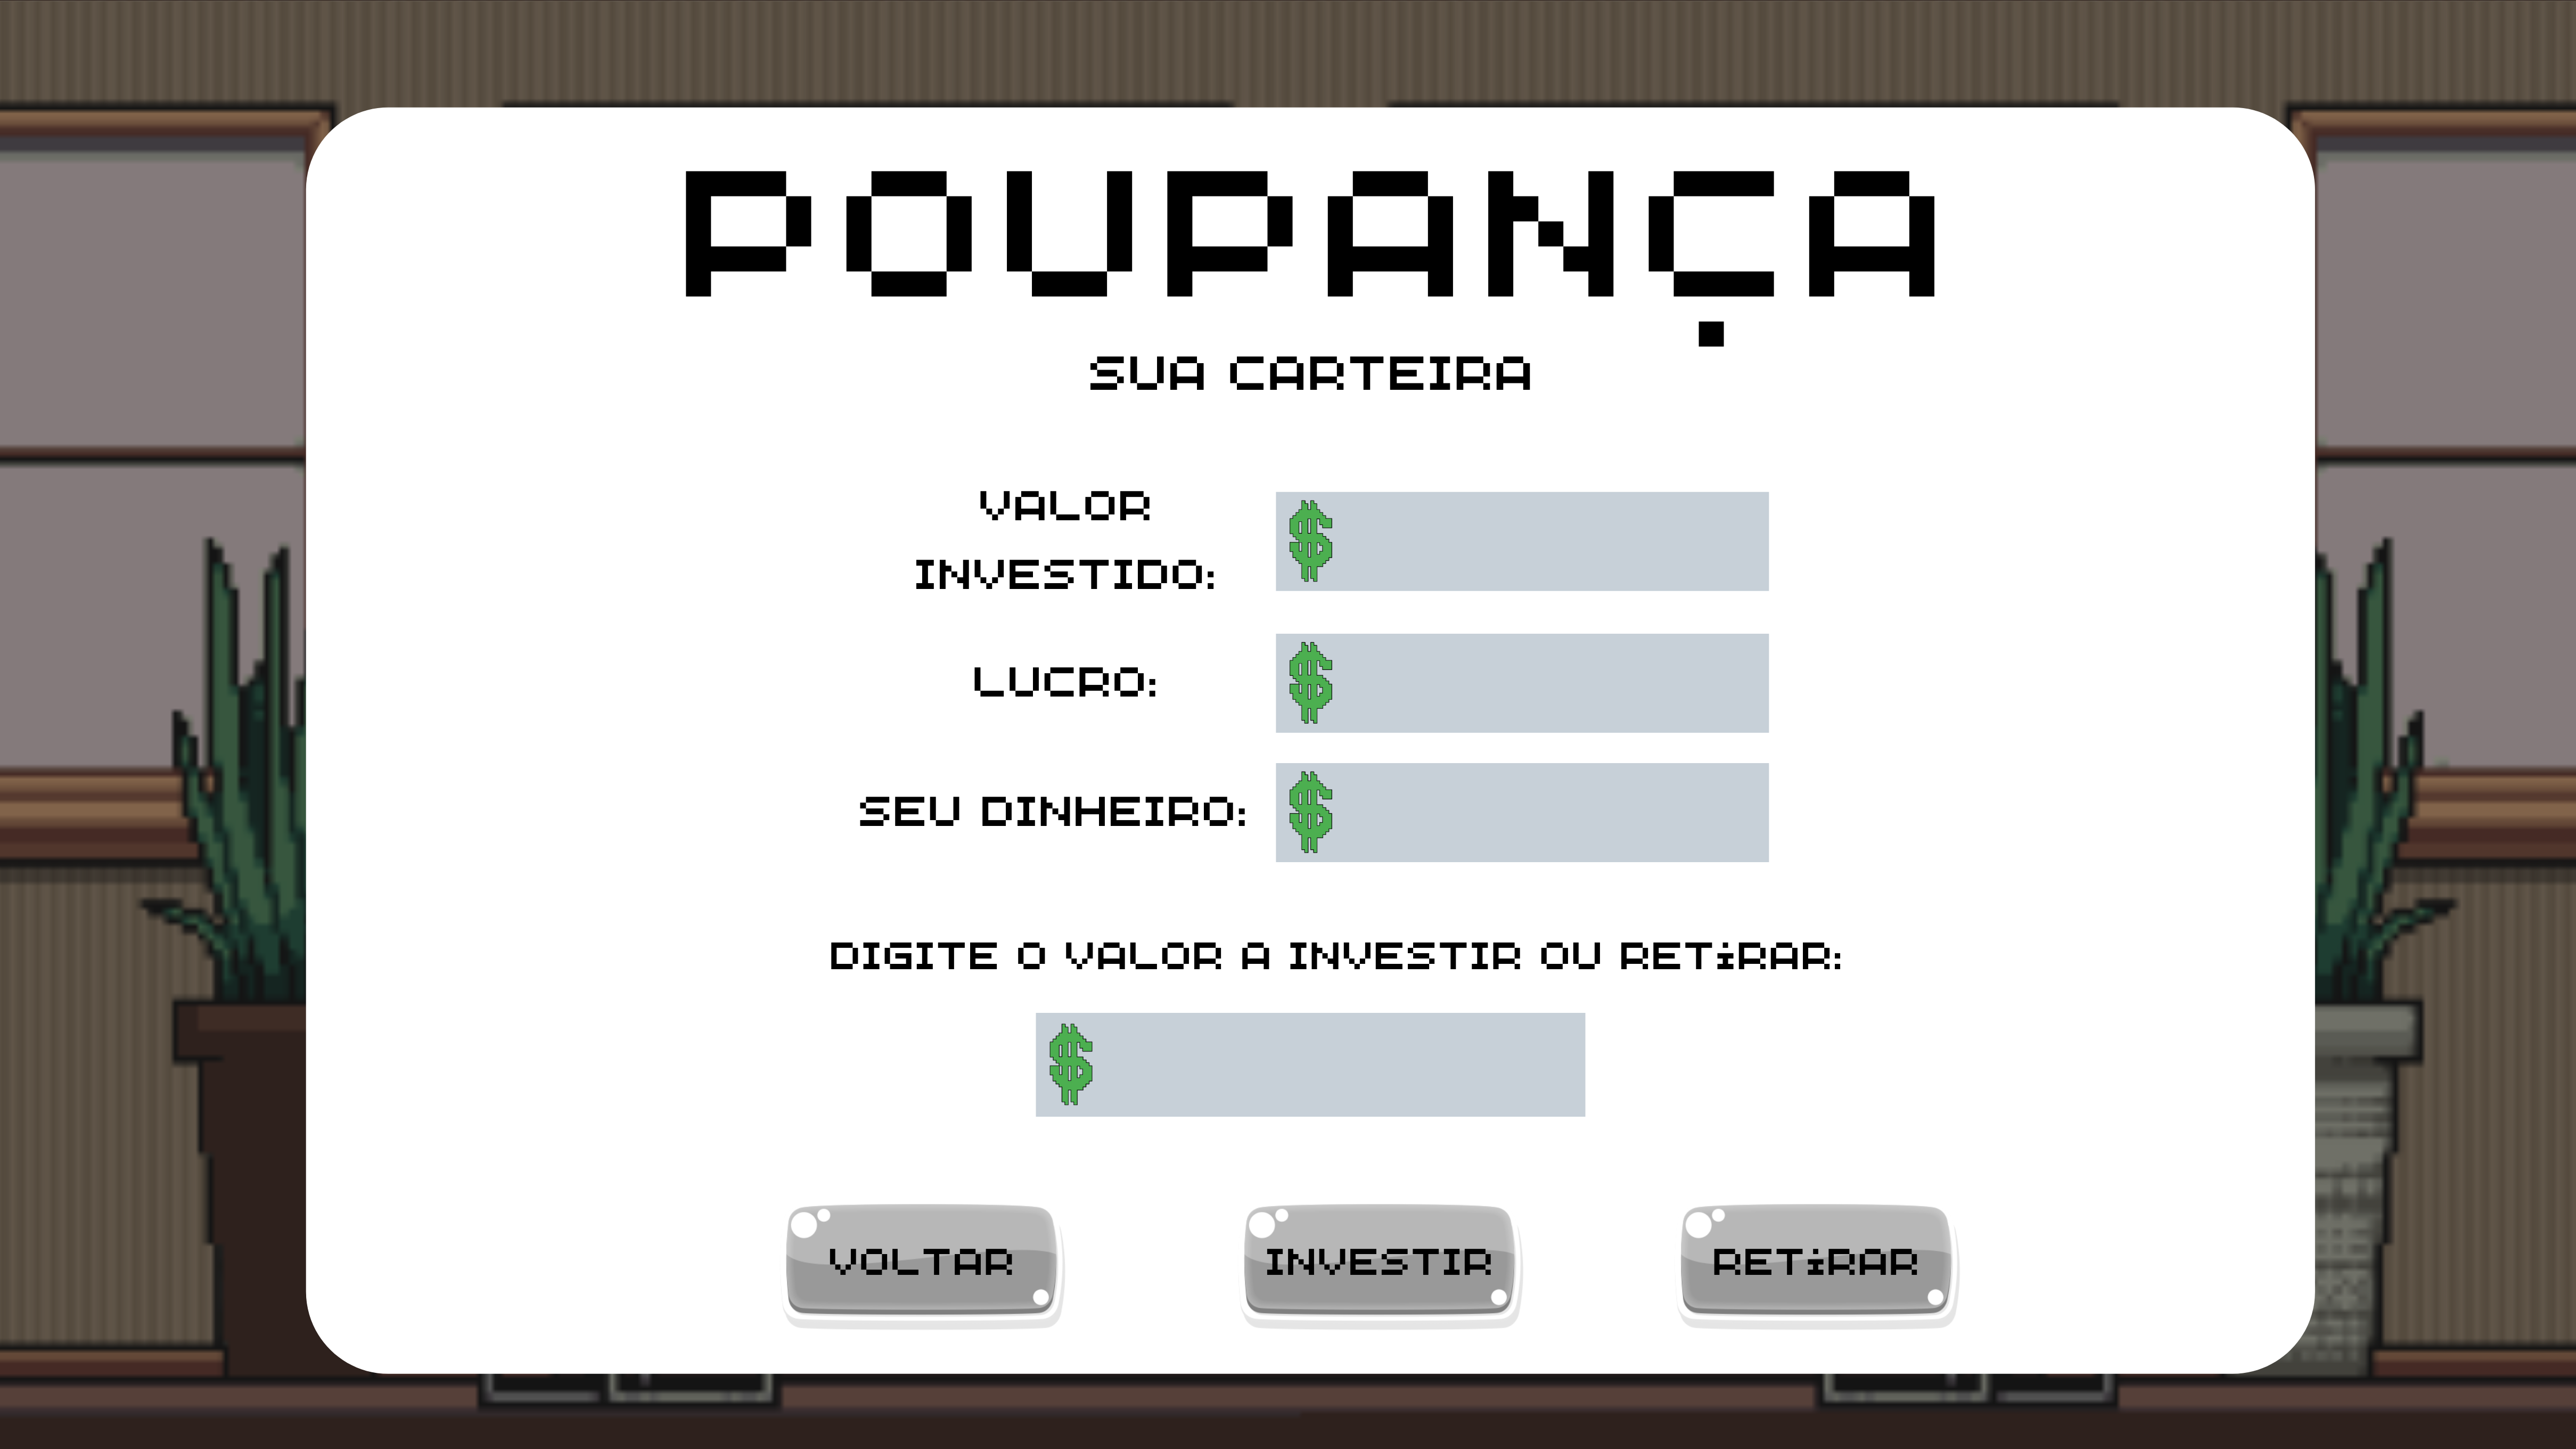 POUPANÇA
SUA CARTEIRA
VALOR
INVESTIDO:
$
LUCRO:
$
SEU DINHEIRO:
$
DIGITE O VALOR A INVESTIR OU RETiRAR:
$
VOLTAR
INVESTIR
RETiRAR